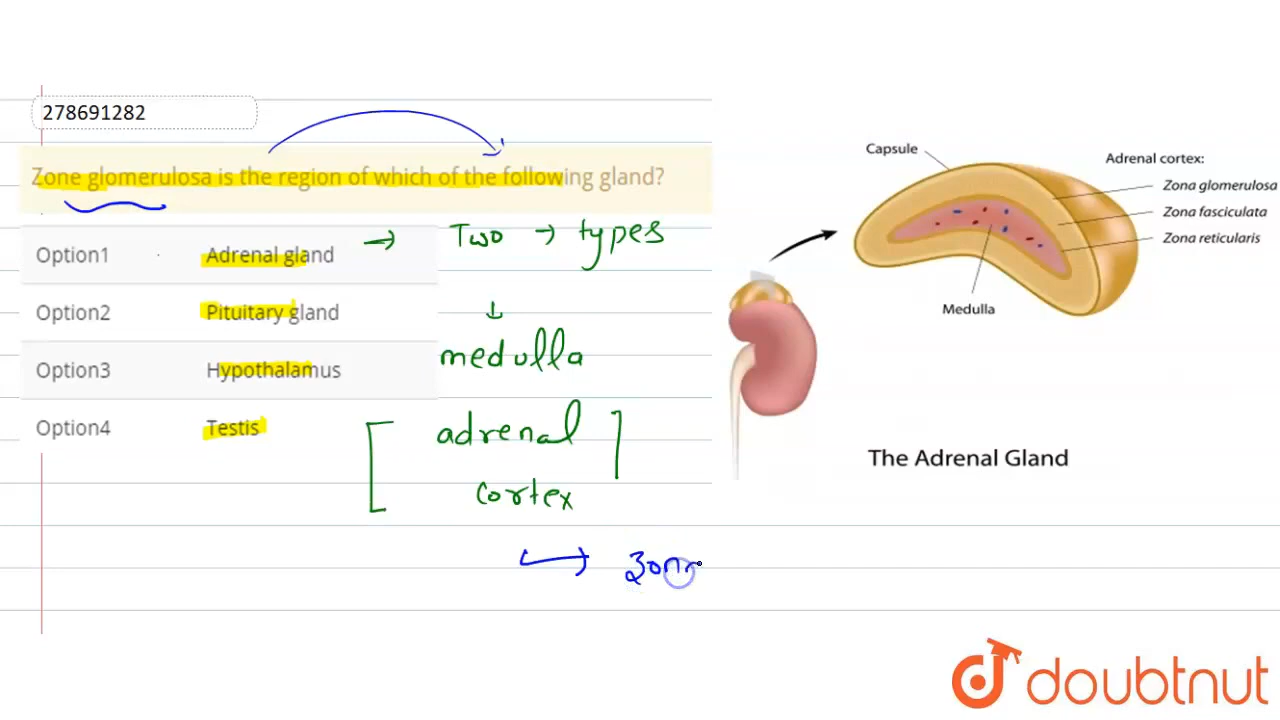 278691282
Zone glomerulosa is the region of which of the following gland?
Option1 Adrenal gland
Option2 Pituitary gland
Option3 Hypothalamus
Option4 Testis
→ Two → types
↓
medulla
[ adrenal ]
cortex
Capsule
Adrenal cortex:
Zona glomerulosa
Zona fasciculata
Zona reticularis
Medulla
The Adrenal Gland
doubtnut